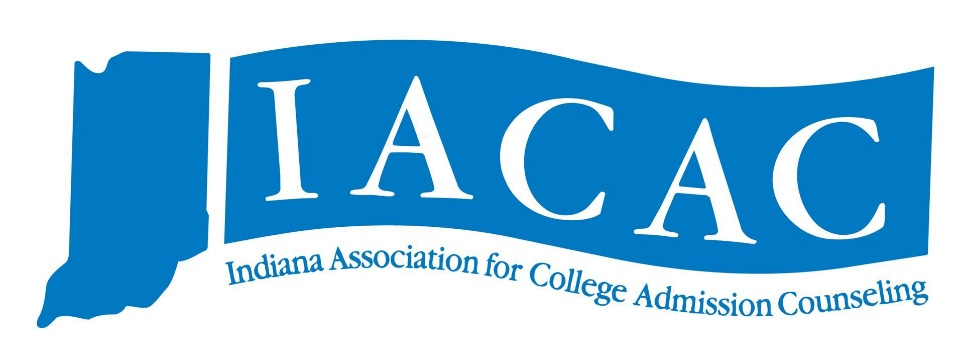 IACAC
Indiana Association for College Admission Counseling